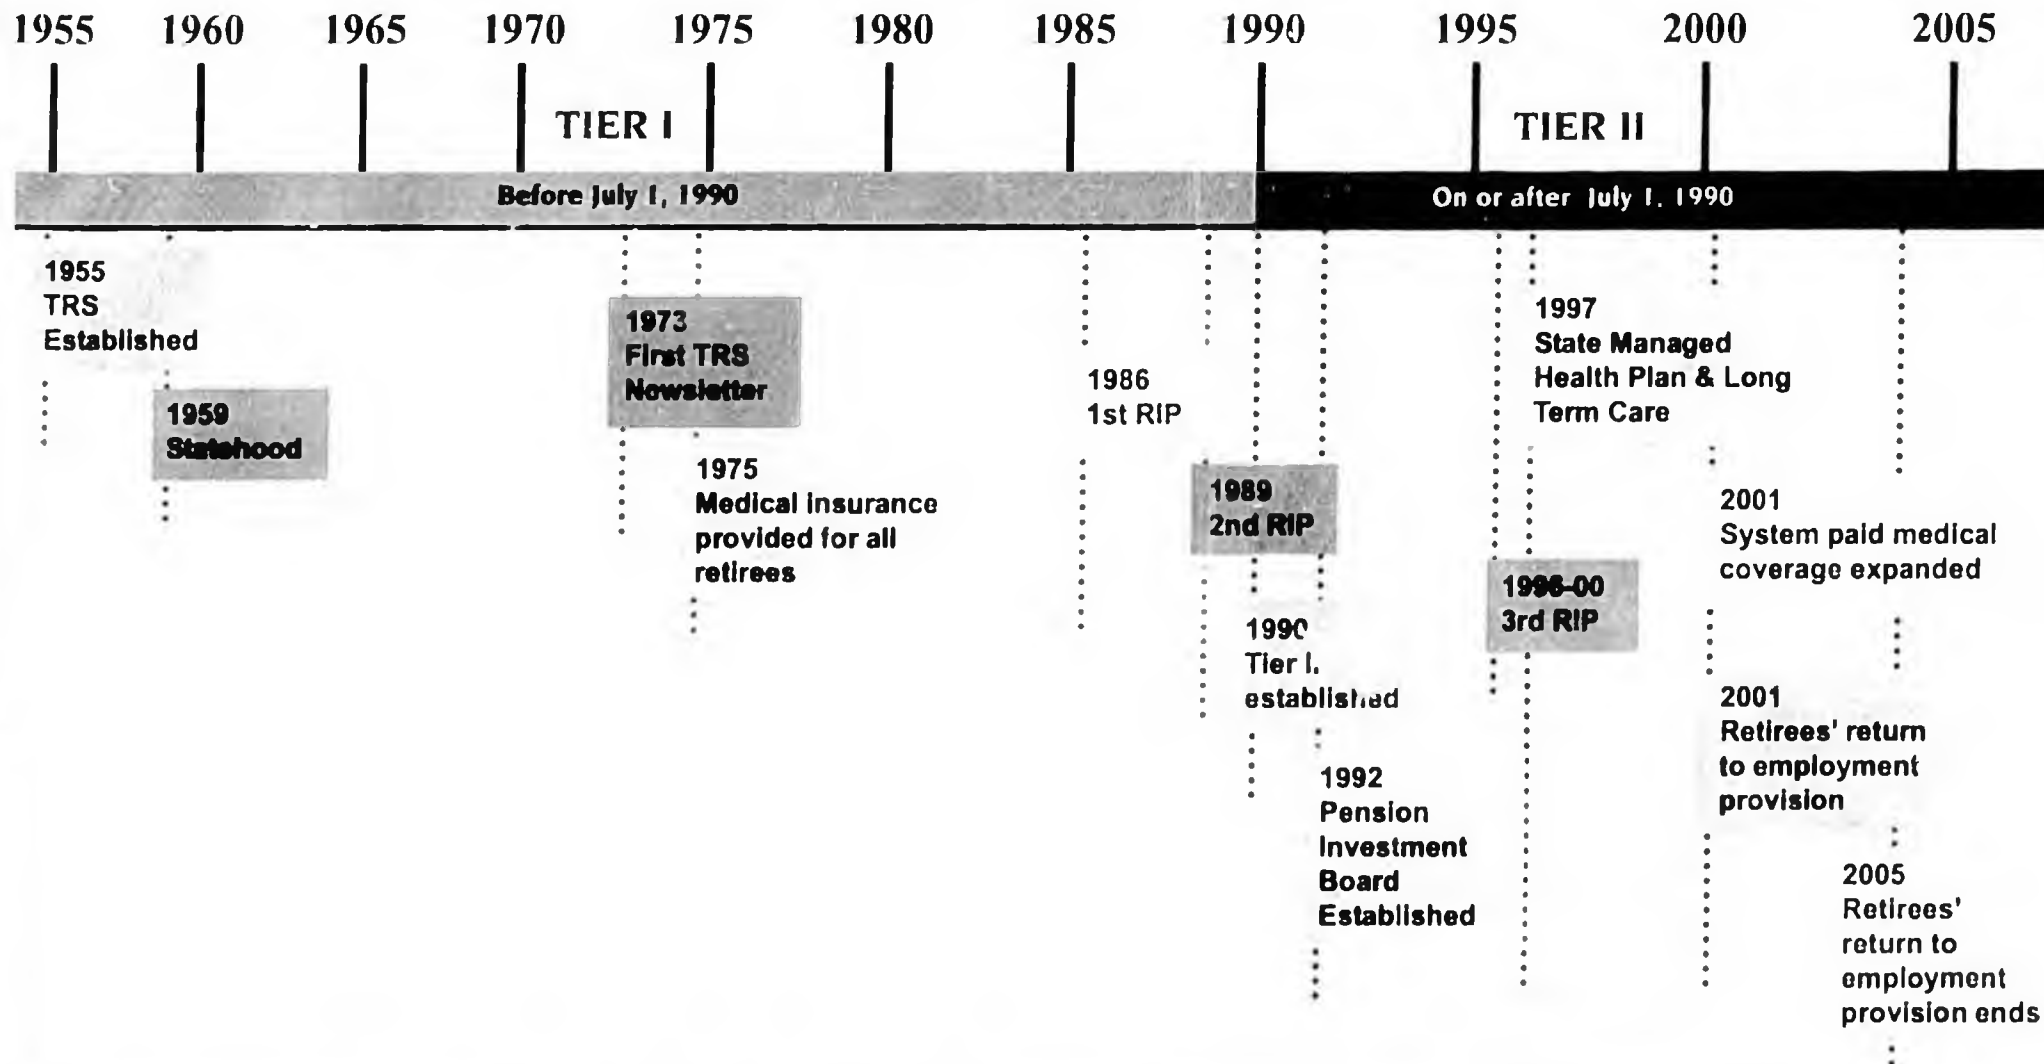 1955 1960 1965 1970 1975 1980 1985 1990 1995 2000 2005
TIER I TIER II
Before July 1, 1990 On or after July 1. 1990
1955
TRS
Established
1959
Statehood
1973
First TRS
Newsletter
1975
Medical insurance
provided for all
retirees
1986
1st RIP
1989
2nd RIP
1990
Tier
established
1992
Pension
Investment
Board
Established
1996-00
3rd RIP
1997
State Managed
Health Plan & Long
Term Care
2001
System paid medical
coverage expanded
2001
Retirees' return
to employment
provision
2005
Retirees'
return to
employment
provision ends